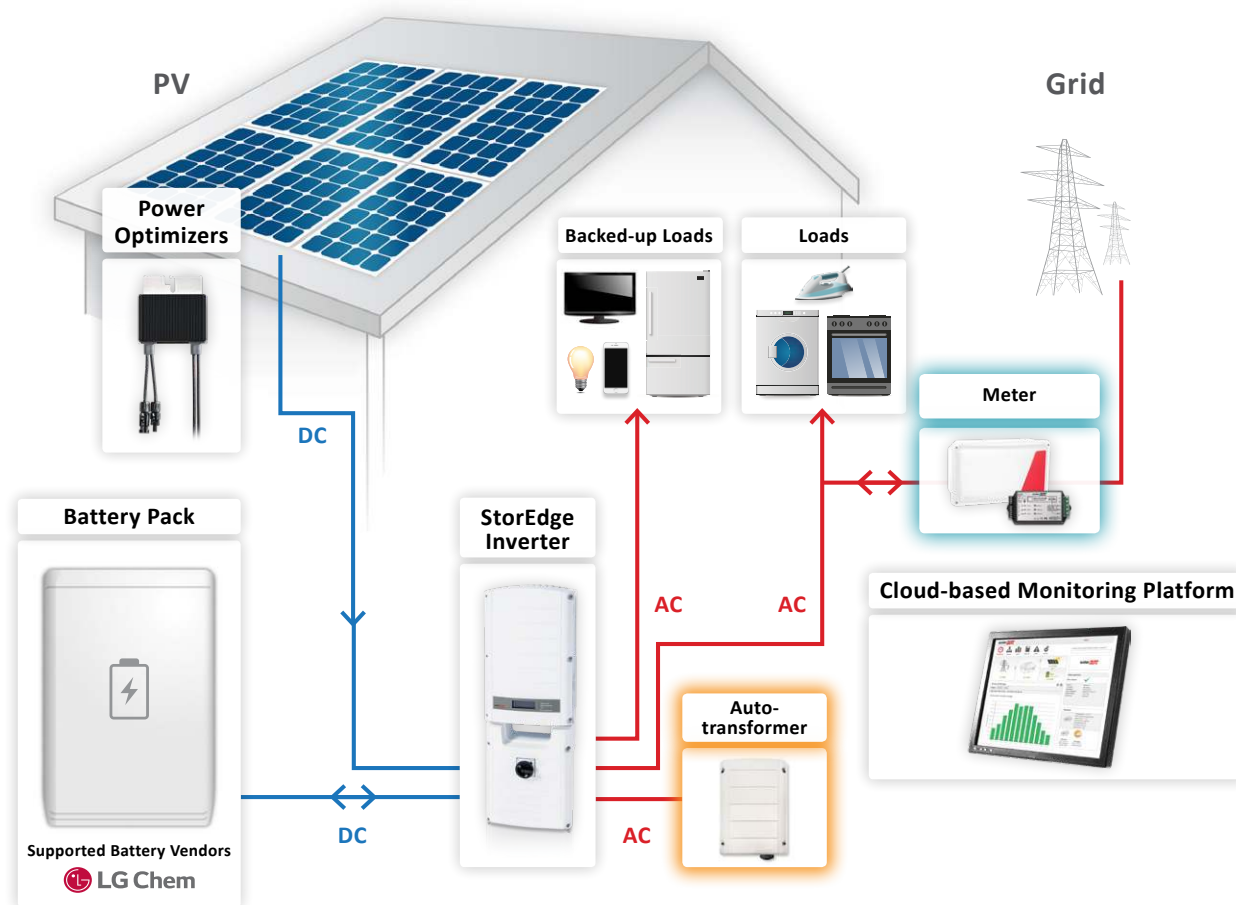 PV
Grid
Power
Optimizers
Backed-up Loads
Loads
Meter
DC
Battery Pack
StorEdge
Inverter
AC
AC
Cloud-based Monitoring Platform
Auto-
transformer
DC
AC
Supported Battery Vendors
LG Chem